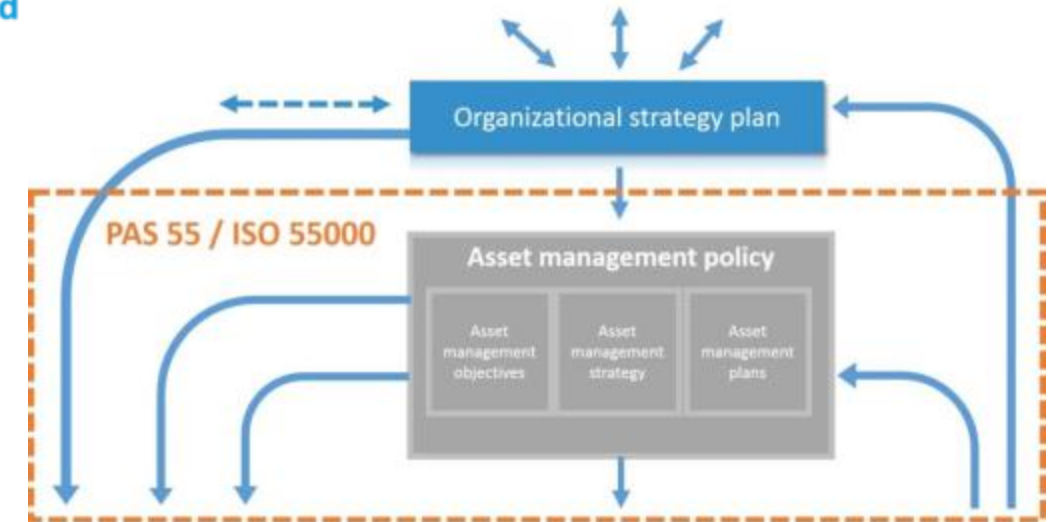 d
Organizational strategy plan
PAS 55 / ISO 55000
Asset management policy
Asset
management
objectives
Asset
management
strategy
Asset
management
plans